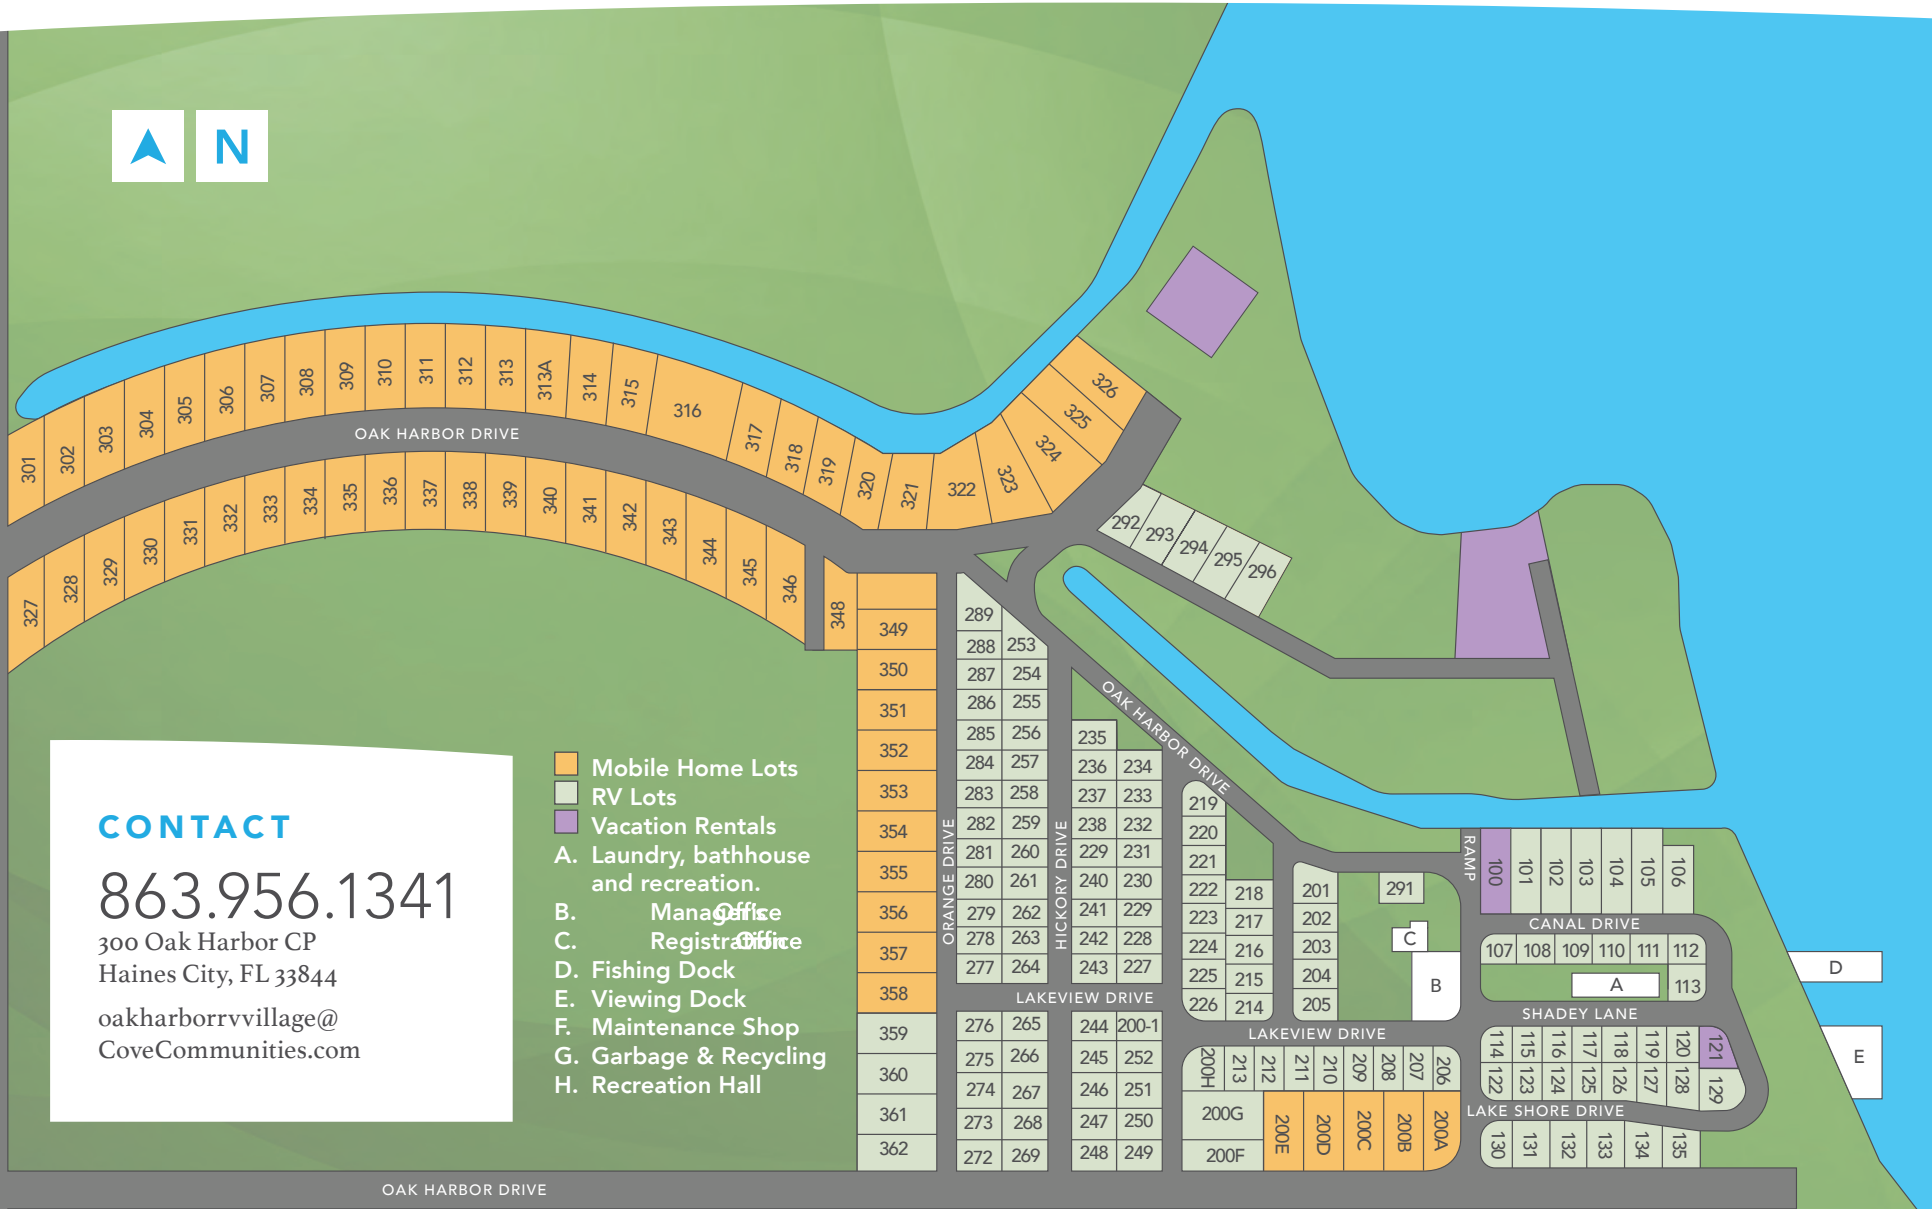 N
301 302 303 304 305 306 307 308 309 310 311 312 313 313A 314 315 316 317 318 319 320 321 322 323 324 325 326
OAK HARBOR DRIVE
327 328 329 330 331 332 333 334 335 336 337 338 339 340 341 342 343 344 345 346 348
292 293 294 295 296
349
350
351
352
353
354
355
356
357
358
359
360
361
362
ORANGE DRIVE
289
288 253
287 254
286 255
285 256
284 257
283 258
282 259
281 260
280 261
279 262
278 263
277 264
276 265
275 266
274 267
273 268
272 269
HICKORY DRIVE
235
236 234
237 233
238 232
229 231
240 230
241 229
242 228
243 227
LAKEVIEW DRIVE
244 200-1
245 252
246 251
247 250
248 249
OAK HARBOR DRIVE
219
220
221
222 218
223 217
224 216
225 215
226 214
201
202
203
204
205
291
C
B
LAKEVIEW DRIVE
200H 213 212 211 210 209 208 207 206
200G
200F
200E 200D 200C 200B 200A
RAMP
100 101 102 103 104 105 106
CANAL DRIVE
107 108 109 110 111 112
A 113
SHADEY LANE
114 115 116 117 118 119 120 121
122 123 124 125 126 127 128 129
LAKE SHORE DRIVE
130 131 132 133 134 135
D
E
OAK HARBOR DRIVE
CONTACT
863.956.1341
300 Oak Harbor CP
Haines City, FL 33844
oakharborrvvillage@
CoveCommunities.com
Mobile Home Lots
RV Lots
Vacation Rentals
A. Laundry, bathhouse
and recreation.
B. Manager's Office
C. Registration Office
D. Fishing Dock
E. Viewing Dock
F. Maintenance Shop
G. Garbage & Recycling
H. Recreation Hall